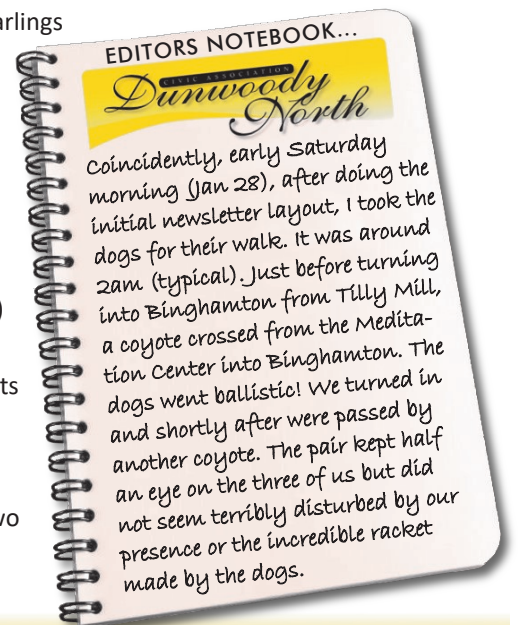 arlings
EDITORS NOTEBOOK...
CIVIC ASSOCIATION
Dunwoody
North
Coincidently, early Saturday
morning (Jan 28), after doing the
initial newsletter layout, I took the
dogs for their walk. It was around
2am (typical). Just before turning
into Binghamton from Tilly Mill,
a coyote crossed from the Medita-
tion Center into Binghamton. The
dogs went ballistic! We turned in
and shortly after were passed by
another coyote. The pair kept half
an eye on the three of us but did
not seem terribly disturbed by our
presence or the incredible racket
made by the dogs.
)
ts
wo